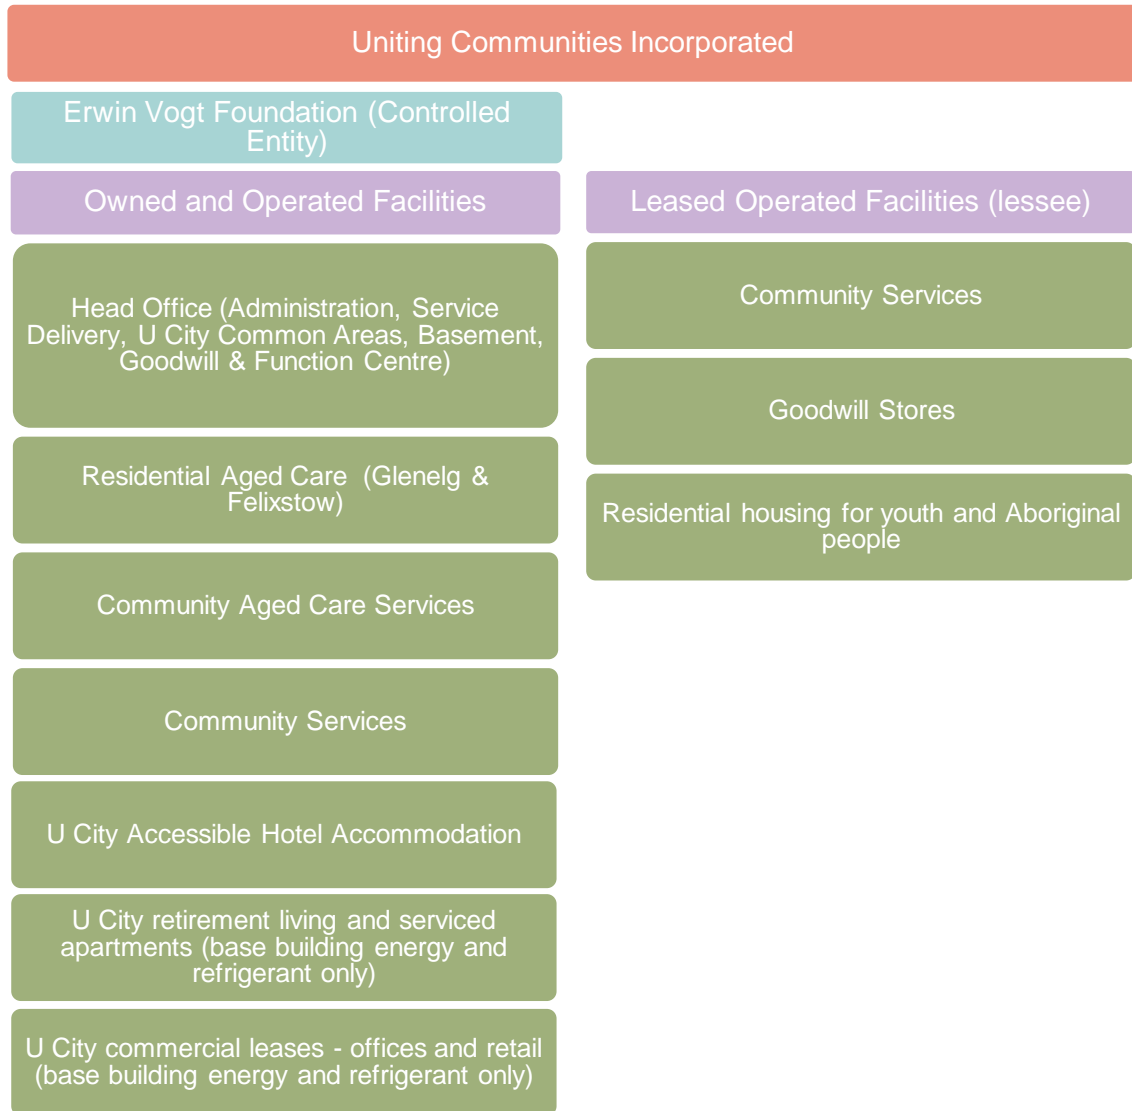 Uniting Communities Incorporated
Erwin Vogt Foundation (Controlled
Entity)
Owned and Operated Facilities
Head Office (Administration, Service
Delivery, U City Common Areas, Basement,
Goodwill & Function Centre)
Residential Aged Care (Glenelg &
Felixstow)
Community Aged Care Services
Community Services
U City Accessible Hotel Accommodation
U City retirement living and serviced
apartments (base building energy and
refrigerant only)
U City commercial leases - offices and retail
(base building energy and refrigerant only)
Leased Operated Facilities (lessee)
Community Services
Goodwill Stores
Residential housing for youth and Aboriginal
people